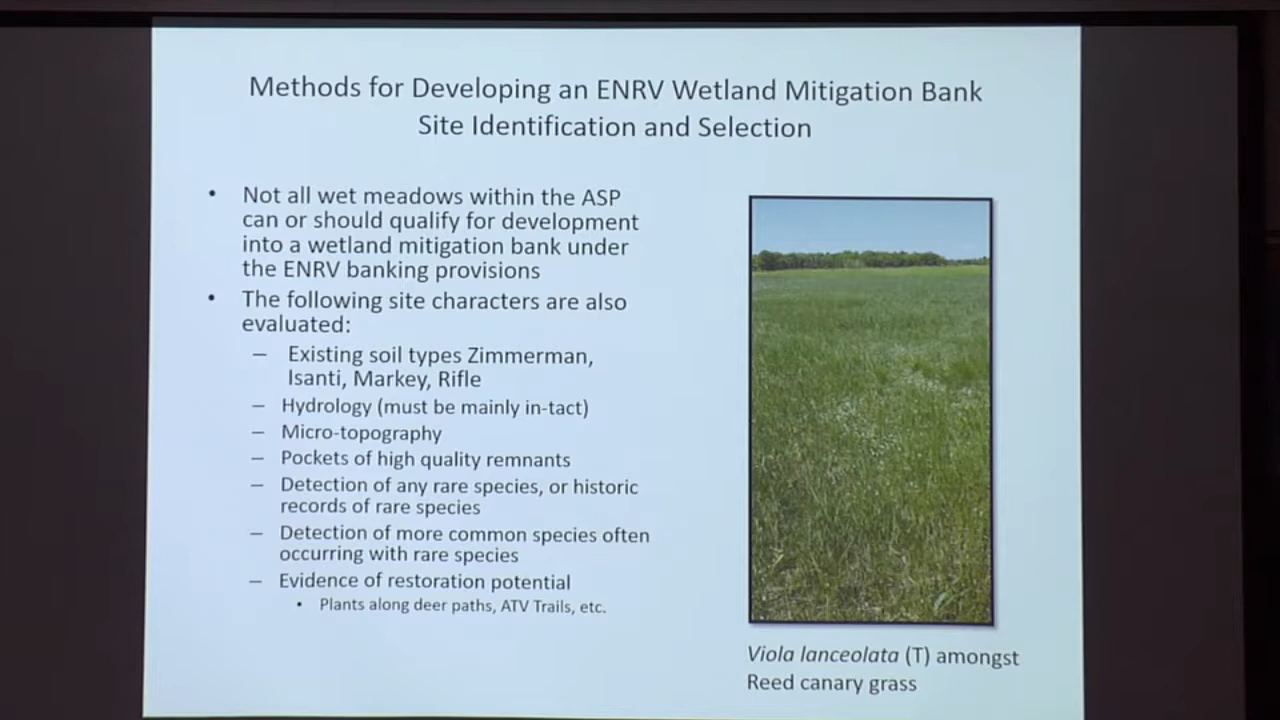 Methods for Developing an ENRV Wetland Mitigation Bank
Site Identification and Selection
• Not all wet meadows within the ASP
can or should qualify for development
into a wetland mitigation bank under
the ENRV banking provisions
• The following site characters are also
evaluated:
– Existing soil types Zimmerman,
Isanti, Markey, Rifle
– Hydrology (must be mainly in-tact)
– Micro-topography
– Pockets of high quality remnants
– Detection of any rare species, or historic
records of rare species
– Detection of more common species often
occurring with rare species
– Evidence of restoration potential
• Plants along deer paths, ATV Trails, etc.
Viola lanceolata (T) amongst
Reed canary grass